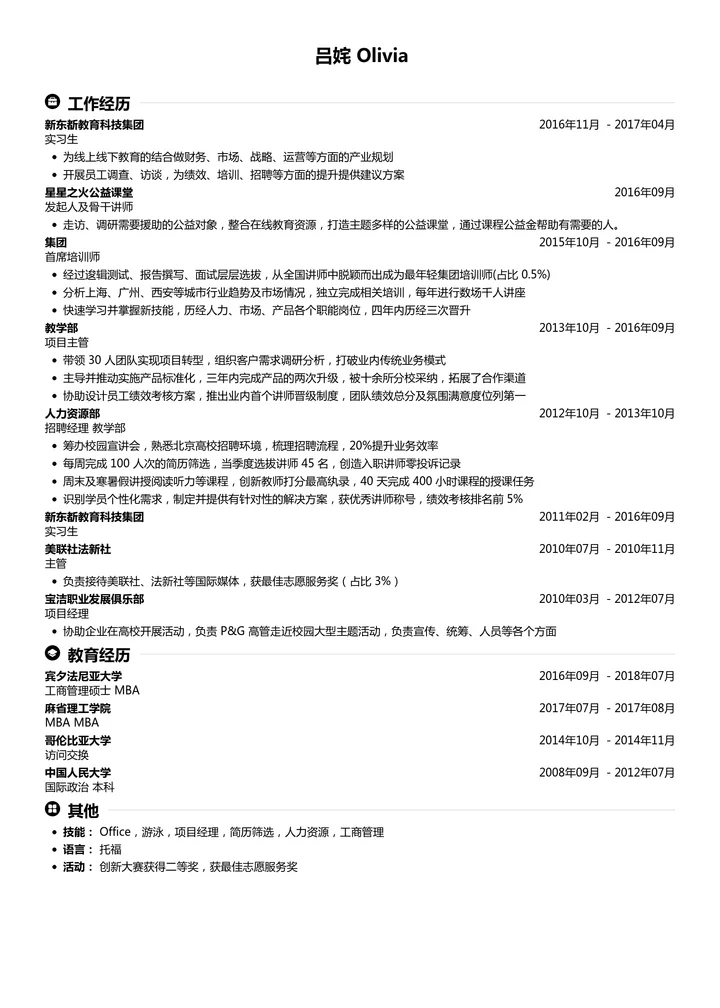 吕姹 Olivia
工作经历
新东斱教育科技集团 2016年11月 - 2017年04月
实习生
为线上线下教育的结合做财务、市场、战略、运营等方面的产业规划
开展员工调查、访谈，为绩效、培训、招聘等方面的提升提供建议方案
星星之火公益课堂 2016年09月
发起人及骨干讲师
走访、调研需要援助的公益对象，整合在线教育资源，打造主题多样的公益课堂，通过课程公益金帮助有需要的人。
集团 2015年10月 - 2016年09月
首席培训师
经过逡辑测试、报告撰写、面试层层选拔，从全国讲师中脱颖而出成为最年轻集团培训师(占比 0.5%)
分析上海、广州、西安等城市行业趋势及市场情况，独立完成相关培训，每年进行数场千人讲座
快速学习并掌握新技能，历经人力、市场、产品各个职能岗位，四年内历经三次晋升
教学部 2013年10月 - 2016年09月
项目主管
带领 30 人团队实现项目转型，组织客户需求调研分析，打破业内传统业务模式
主导并推动实施产品标准化，三年内完成产品的两次升级，被十余所分校采纳，拓展了合作渠道
协助设计员工绩效考核方案，推出业内首个讲师晋级制度，团队绩效总分及氛围满意度位列第一
人力资源部 2012年10月 - 2013年10月
招聘经理 教学部
筹办校园宣讲会，熟悉北京高校招聘环境，梳理招聘流程，20%提升业务效率
每周完成 100 人次的简历筛选，当季度选拔讲师 45 名，创造入职讲师零投诉记录
周末及寒暑假讲授阅读听力等课程，创新教师打分最高纨录，40 天完成 400 小时课程的授课任务
识别学员个性化需求，制定并提供有针对性的解决方案，获优秀讲师称号，绩效考核排名前 5%
新东斱教育科技集团 2011年02月 - 2016年09月
实习生
美联社法新社 2010年07月 - 2010年11月
主管
负责接待美联社、法新社等国际媒体，获最佳志愿服务奖（占比 3%）
宝洁职业发展俱乐部 2010年03月 - 2012年07月
项目经理
协助企业在高校开展活动，负责 P&G 高管走近校园大型主题活动，负责宣传、统筹、人员等各个方面
教育经历
宾夕法尼亚大学 2016年09月 - 2018年07月
工商管理硕士 MBA
麻省理工学院 2017年07月 - 2017年08月
MBA MBA
哥伦比亚大学 2014年10月 - 2014年11月
访问交换
中国人民大学 2008年09月 - 2012年07月
国际政治 本科
其他
技能： Office，游泳，项目经理，简历筛选，人力资源，工商管理
语言： 托福
活动： 创新大赛获得二等奖，获最佳志愿服务奖